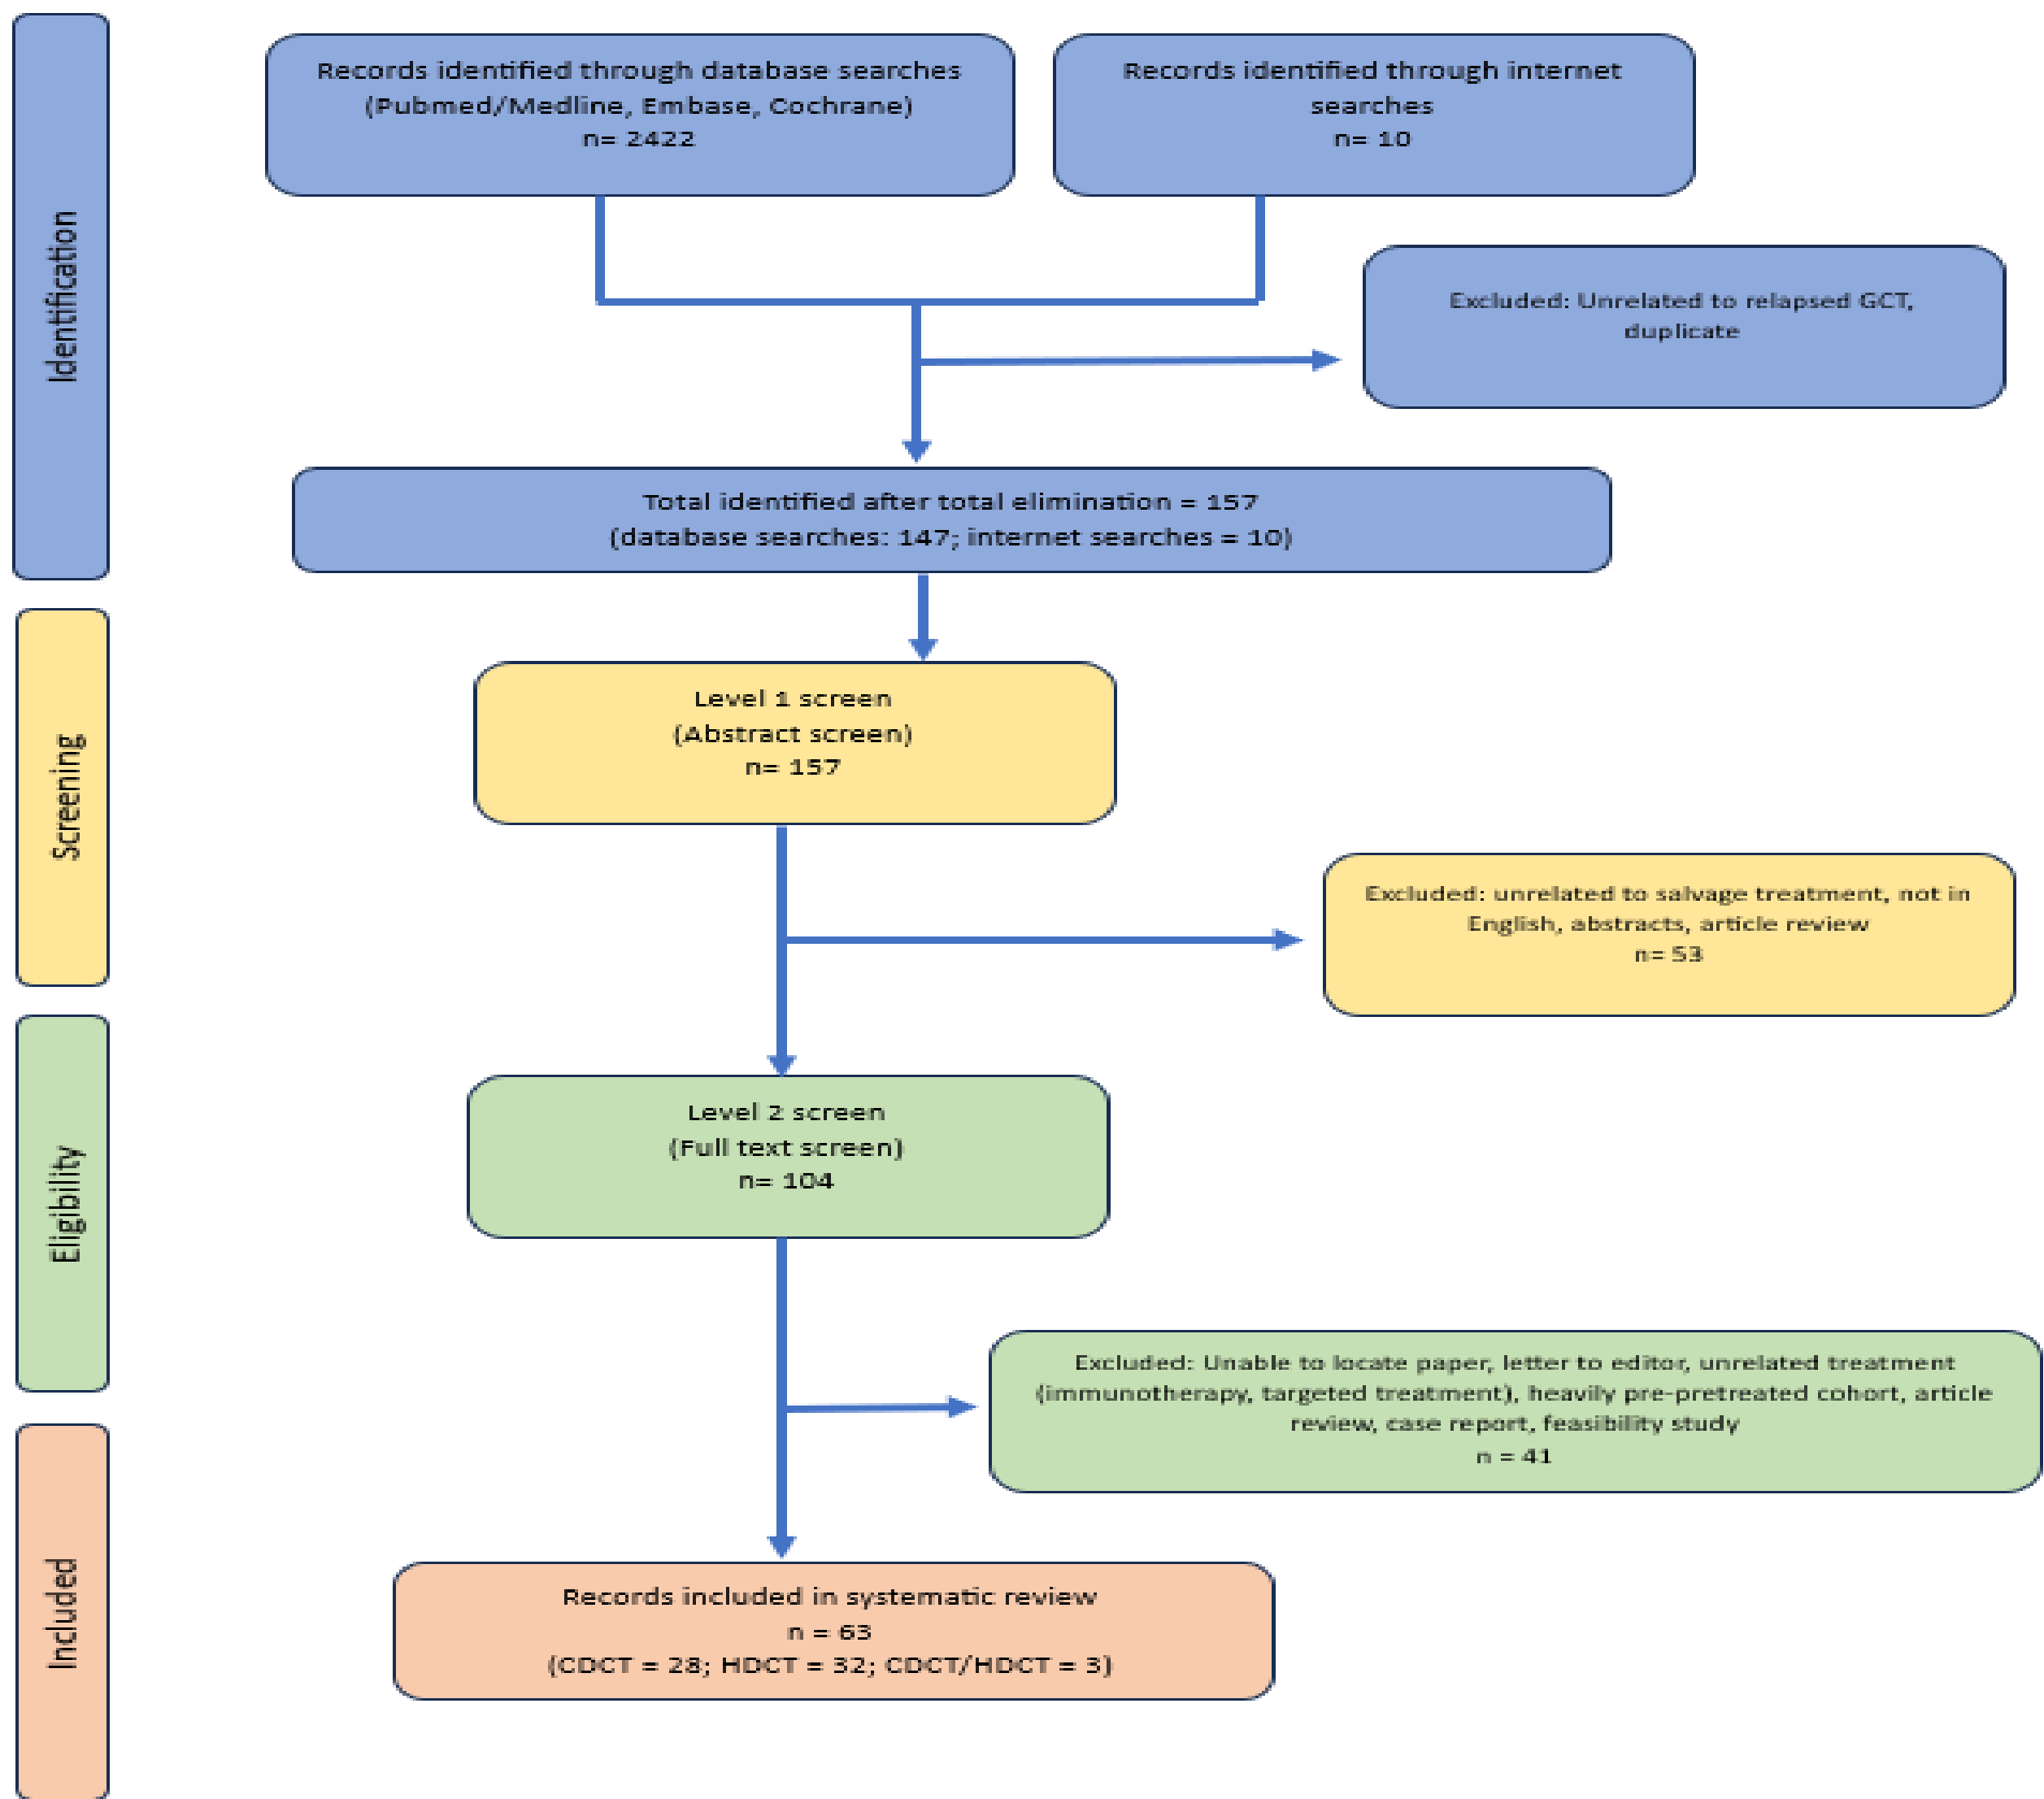 Identification
Records identified through database searches
(Pubmed/Medline, Embase, Cochrane)
n= 2422
Records identified through internet
searches
n= 10
Excluded: Unrelated to relapsed GCT,
duplicate
Total identified after total elimination = 157
(database searches: 147; internet searches = 10)
Screening
Level 1 screen
(Abstract screen)
n= 157
Excluded: unrelated to salvage treatment, not in
English, abstracts, article review
n= 53
Eligibility
Level 2 screen
(Full text screen)
n= 104
Excluded: Unable to locate paper, letter to editor, unrelated treatment
(immunotherapy, targeted treatment), heavily pre-pretreated cohort, article
review, case report, feasibility study
n = 41
Included
Records included in systematic review
n = 63
(CDCT = 28; HDCT = 32; CDCT/HDCT = 3)